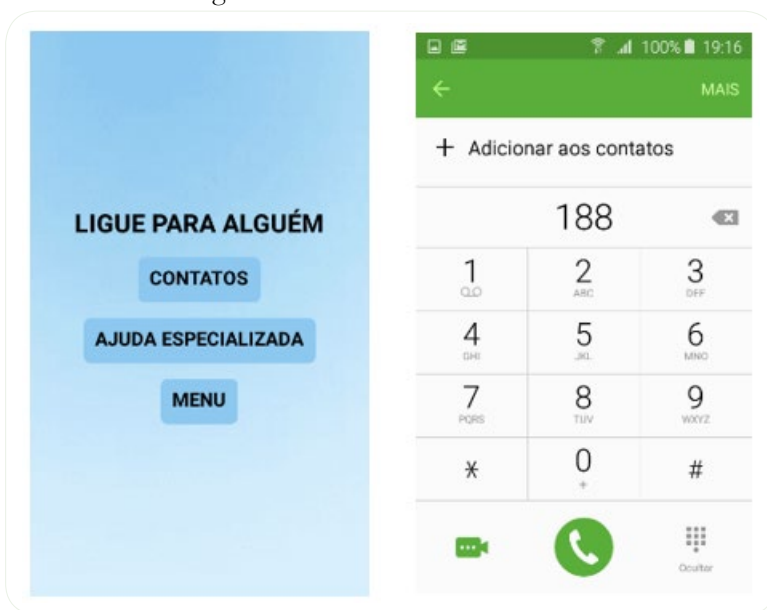 LIGUE PARA ALGUÉM
CONTATOS
AJUDA ESPECIALIZADA
MENU
100% 19:16
MAIS
+ Adicionar aos contatos
188
1 2 3
ABC DEF
4 5 6
GHI JKL MNO
7 8 9
PQRS TUV WXYZ
* 0 #
+
Ocultar